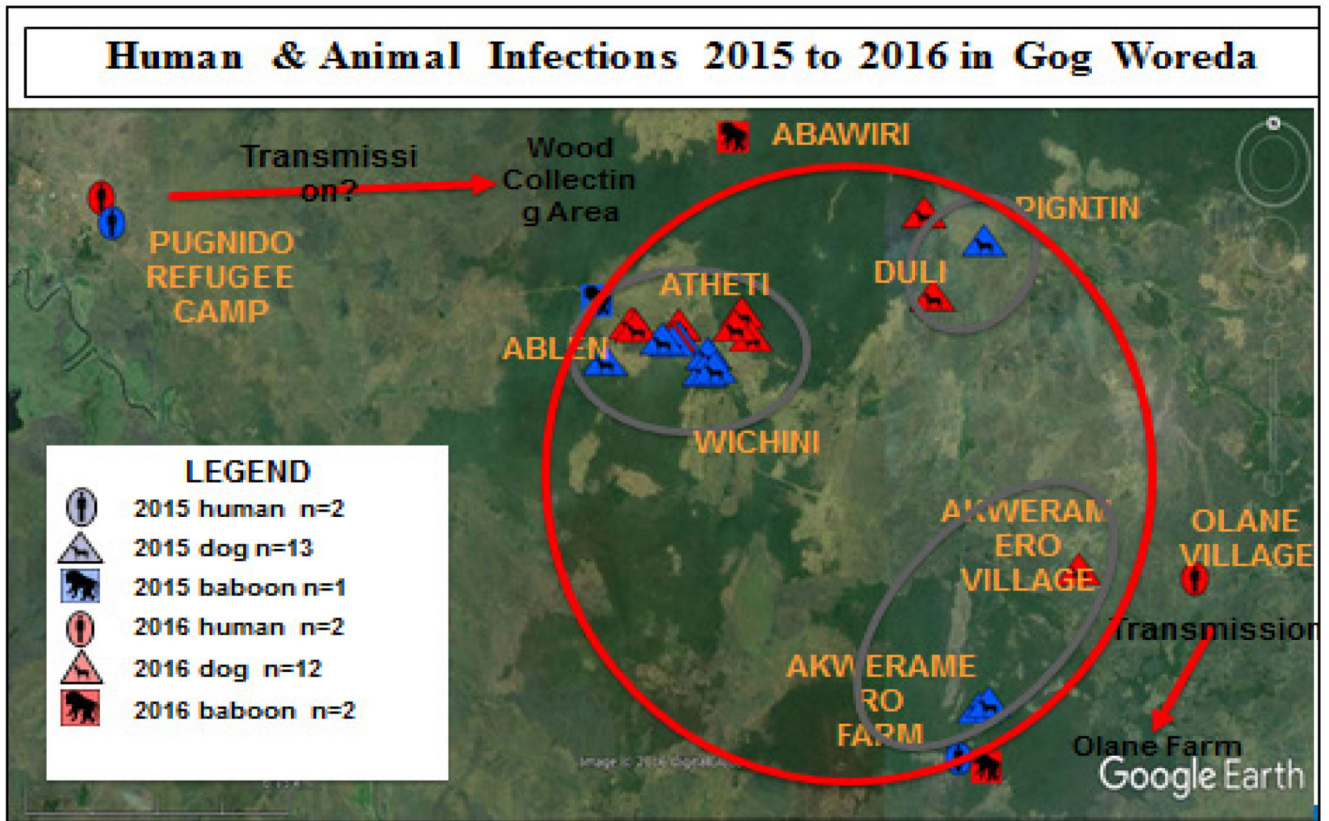 Human & Animal Infections 2015 to 2016 in Gog Woreda
ABAWIRI
Transmissi
on?
Wood
Collectin
g Area
PIGNTIN
PUGNIDO
REFUGEE
CAMP
DULI
ATHETI
ABLEN
WICHINI
LEGEND
2015 human n=2
2015 dog n=13
2015 baboon n=1
2016 human n=2
2016 dog n=12
2016 baboon n=2
AKWERAM
ERO
VILLAGE
OLANE
VILLAGE
Transmission
AKWERAME
RO
FARM
Olane Farm
Image © 2016
Google Earth